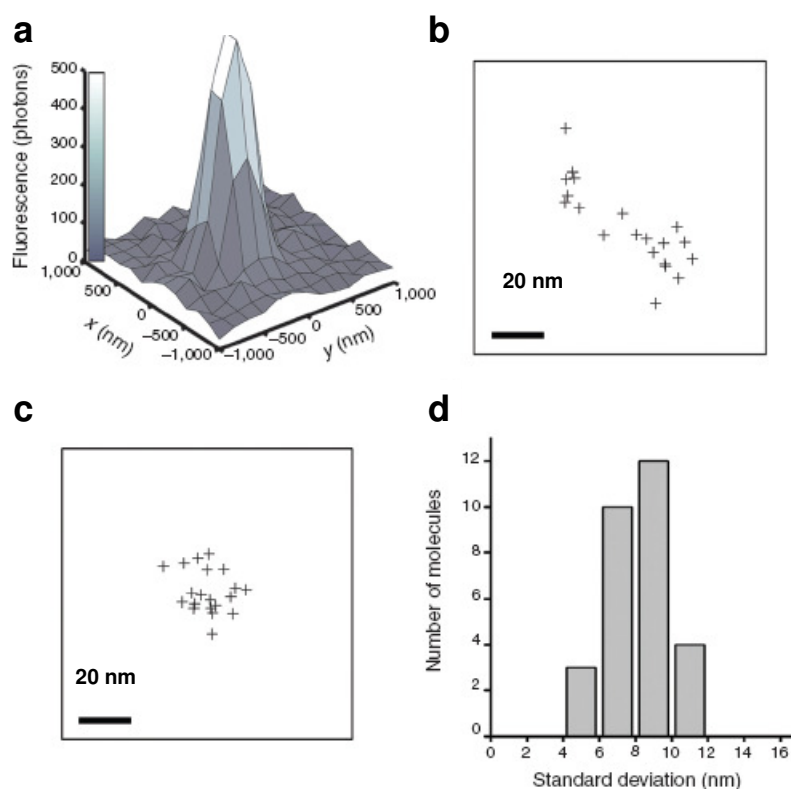 a
Fluorescence (photons)
500
400
300
200
100
0
1,000
500
0
–500
–1,000
x (nm)
–1,000
–500
0
500
1,000
y (nm)
b
20 nm
c
20 nm
d
Number of molecules
12
10
8
6
4
2
0
0 2 4 6 8 10 12 14 16
Standard deviation (nm)